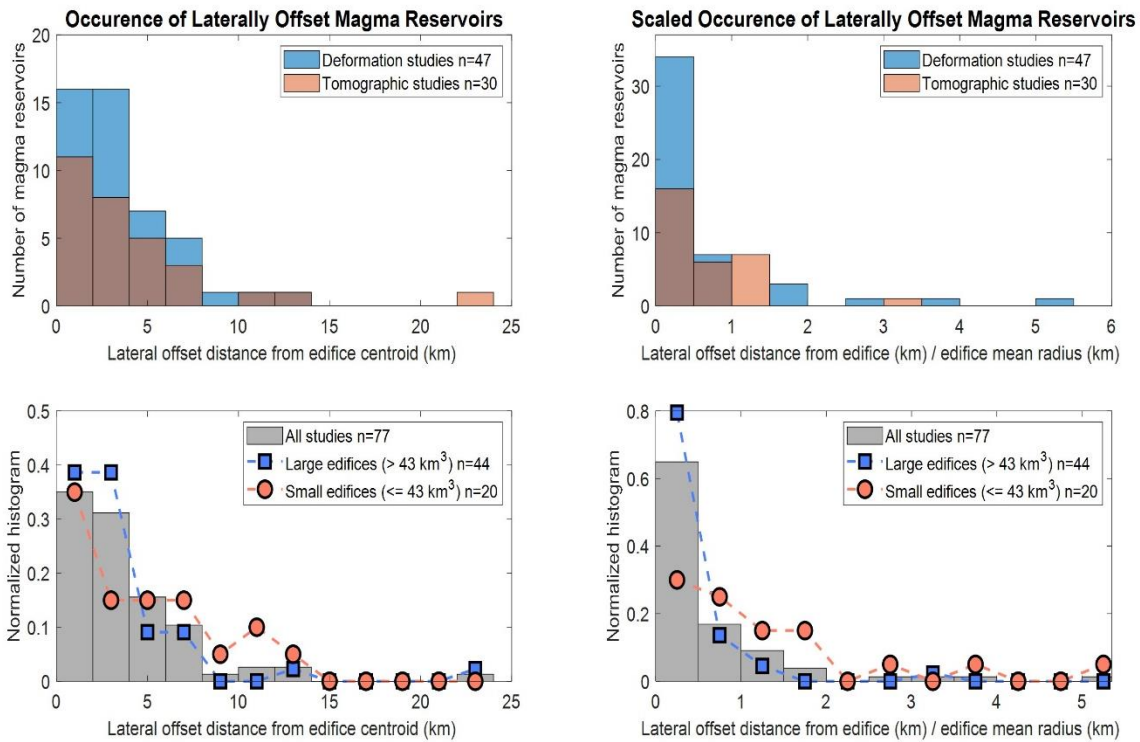 Occurence of Laterally Offset Magma Reservoirs
20
15
10
5
0
Number of magma reservoirs
Deformation studies n=47
Tomographic studies n=30
0 5 10 15 20 25
Lateral offset distance from edifice centroid (km)
Scaled Occurence of Laterally Offset Magma Reservoirs
30
20
10
0
Number of magma reservoirs
Deformation studies n=47
Tomographic studies n=30
0 1 2 3 4 5 6
Lateral offset distance from edifice (km) / edifice mean radius (km)
0.5
0.4
0.3
0.2
0.1
0
Normalized histogram
All studies n=77
Large edifices (> 43 km³) n=44
Small edifices (<= 43 km³) n=20
0 5 10 15 20 25
Lateral offset distance from edifice centroid (km)
0.8
0.6
0.4
0.2
0
Normalized histogram
All studies n=77
Large edifices (> 43 km³) n=44
Small edifices (<= 43 km³) n=20
0 1 2 3 4 5
Lateral offset distance from edifice (km) / edifice mean radius (km)